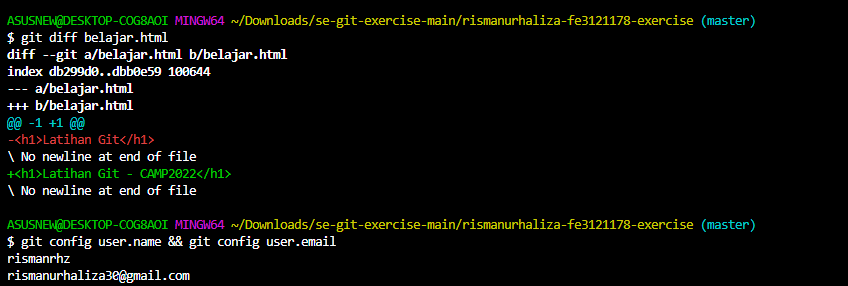 ASUSNEW@DESKTOP-COG8AOI MINGW64 ~/Downloads/se-git-exercise-main/rismanurhaliza-fe3121178-exercise (master)
$ git diff belajar.html
diff --git a/belajar.html b/belajar.html
index db299d0..dbb0e59 100644
--- a/belajar.html
+++ b/belajar.html
@@ -1 +1 @@
-<h1>Latihan Git</h1>
\ No newline at end of file
+<h1>Latihan Git - CAMP2022</h1>
\ No newline at end of file
ASUSNEW@DESKTOP-COG8AOI MINGW64 ~/Downloads/se-git-exercise-main/rismanurhaliza-fe3121178-exercise (master)
$ git config user.name && git config user.email
rismanrhz
rismanurhaliza30@gmail.com